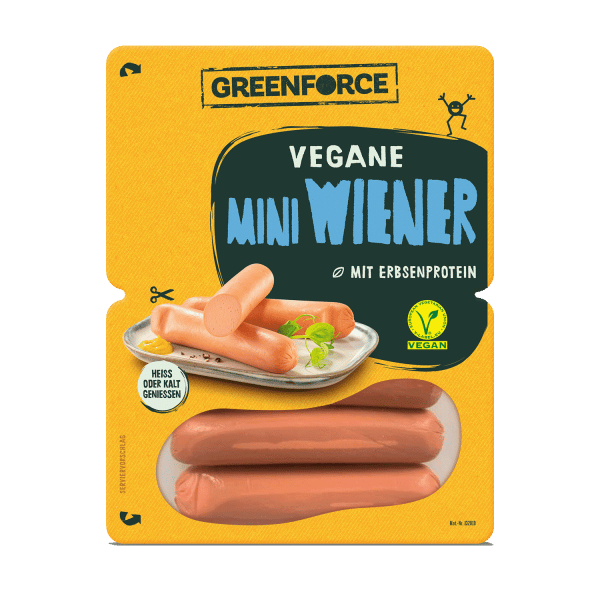 GREENFORCE
VEGANE
MINI WIENER
MIT ERBSENPROTEIN
VEGAN
HEISS
ODER KALT
GENIESSEN
SERVIERVORSCHLAG